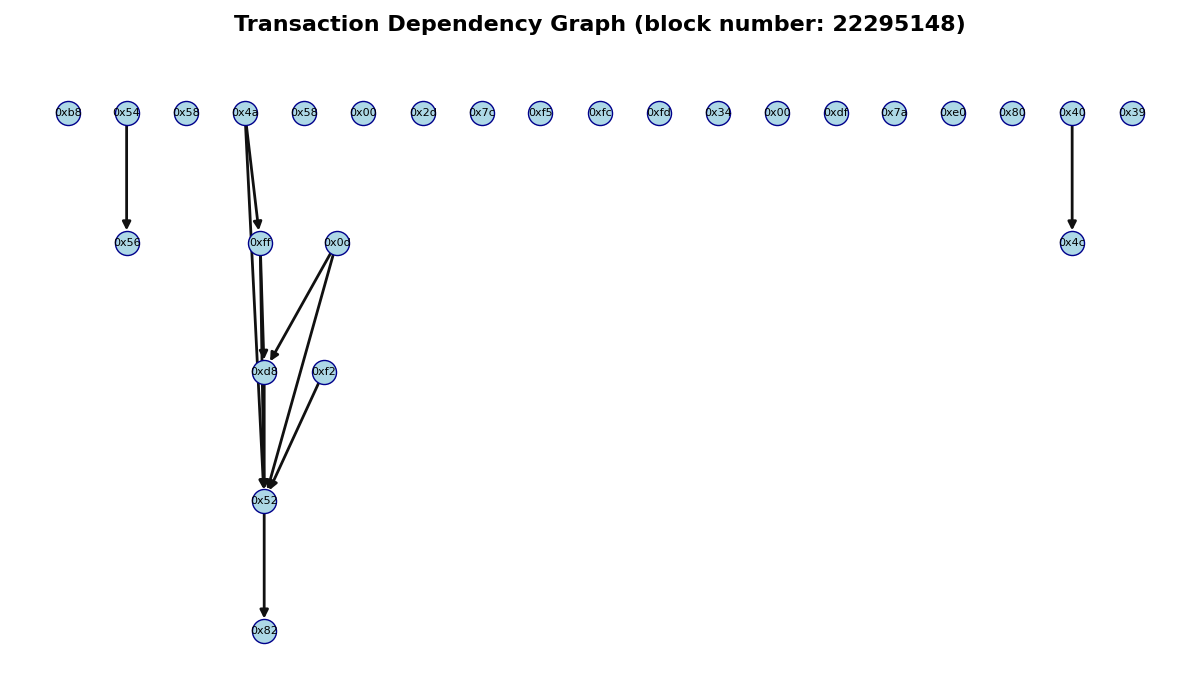 Transaction Dependency Graph (block number: 22295148)
0xb8 0x54 0x58 0x4a 0x58 0x00 0x2d 0x7c 0xf5 0xfc 0xfd 0x34 0x00 0xdf 0x7a 0xe0 0x80 0x40 0x39
0x56 0xff 0x0d 0x4c
0xd8 0xf2
0x52
0x82